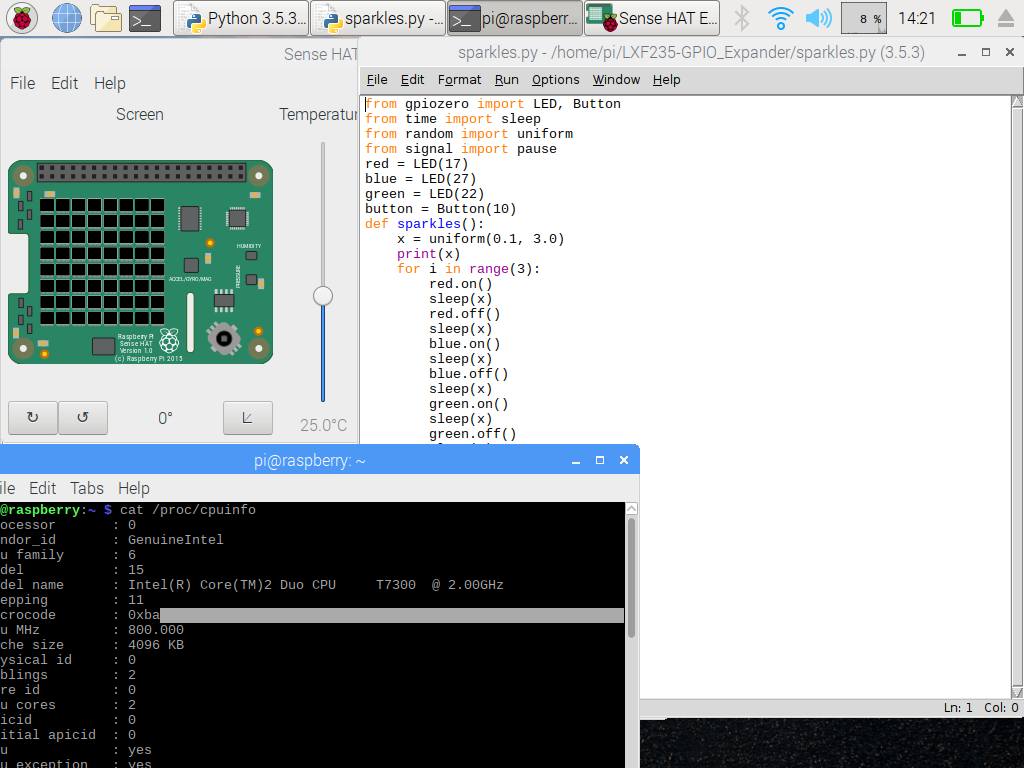 Python 3.5.3...
sparkles.py -...
pi@raspberr...
Sense HAT E...
8 %
14:21
Sense HAT
File Edit Help
Screen
Temperatur
HUMIDITY
PRESSURE
ACCEL/GYRO/MAG
Raspberry Pi
Sense HAT
Version 1.0
(c) Raspberry Pi 2015
0°
25.0°C
sparkles.py - /home/pi/LXF235-GPIO_Expander/sparkles.py (3.5.3)
File Edit Format Run Options Window Help
from gpiozero import LED, Button
from time import sleep
from random import uniform
from signal import pause
red = LED(17)
blue = LED(27)
green = LED(22)
button = Button(10)
def sparkles():
    x = uniform(0.1, 3.0)
    print(x)
    for i in range(3):
        red.on()
        sleep(x)
        red.off()
        sleep(x)
        blue.on()
        sleep(x)
        blue.off()
        sleep(x)
        green.on()
        sleep(x)
        green.off()
Ln: 1 Col: 0
pi@raspberry: ~
ile Edit Tabs Help
@raspberry:~ $ cat /proc/cpuinfo
ocessor : 0
ndor_id : GenuineIntel
u family : 6
del : 15
del name : Intel(R) Core(TM)2 Duo CPU T7300 @ 2.00GHz
epping : 11
crocode : 0xba
u MHz : 800.000
che size : 4096 KB
ysical id : 0
blings : 2
re id : 0
u cores : 2
icid : 0
itial apicid : 0
u : yes
u exception : yes